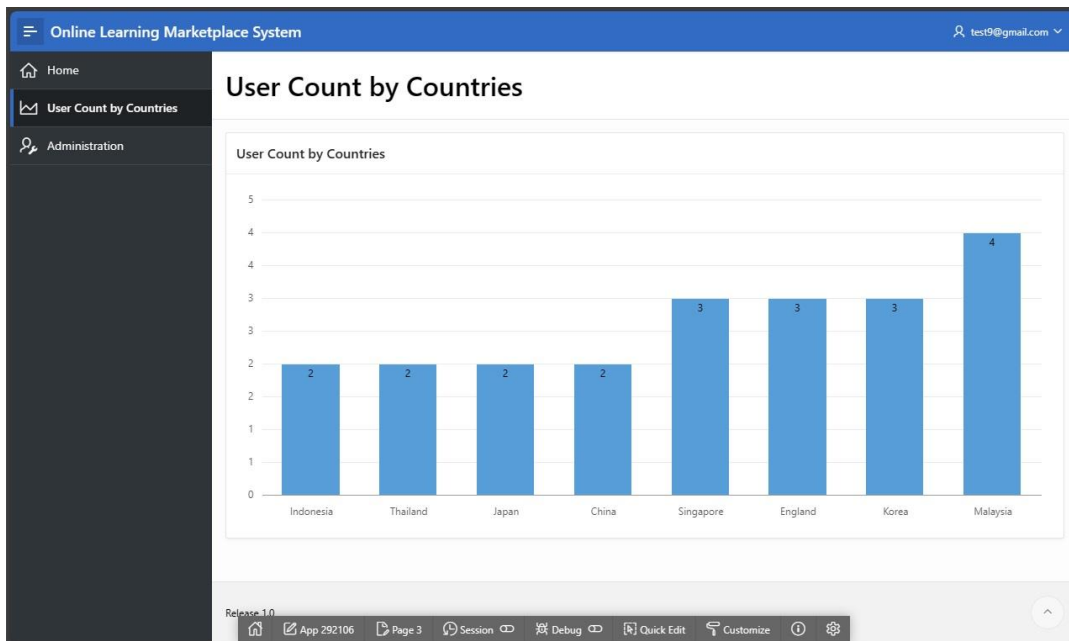 Online Learning Marketplace System
test9@gmail.com
Home
User Count by Countries
Administration
User Count by Countries
User Count by Countries
5
4
4
3
3
2
2
1
1
0
2
2
2
2
3
3
3
4
Indonesia Thailand Japan China Singapore England Korea Malaysia
Release 1.0
App 292106 Page 3 Session Debug Quick Edit Customize